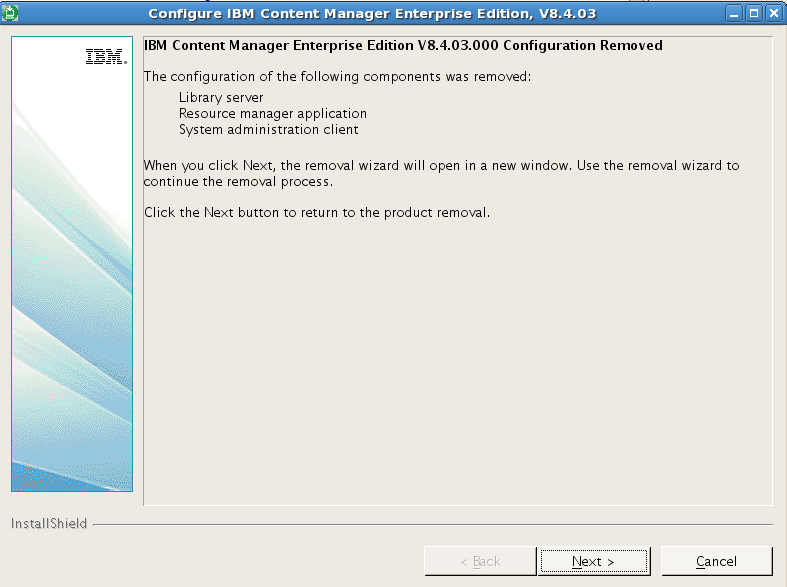 Configure IBM Content Manager Enterprise Edition, V8.4.03
IBM.
IBM Content Manager Enterprise Edition V8.4.03.000 Configuration Removed
The configuration of the following components was removed:
Library server
Resource manager application
System administration client
When you click Next, the removal wizard will open in a new window. Use the removal wizard to
continue the removal process.
Click the Next button to return to the product removal.
InstallShield
< Back
Next >
Cancel